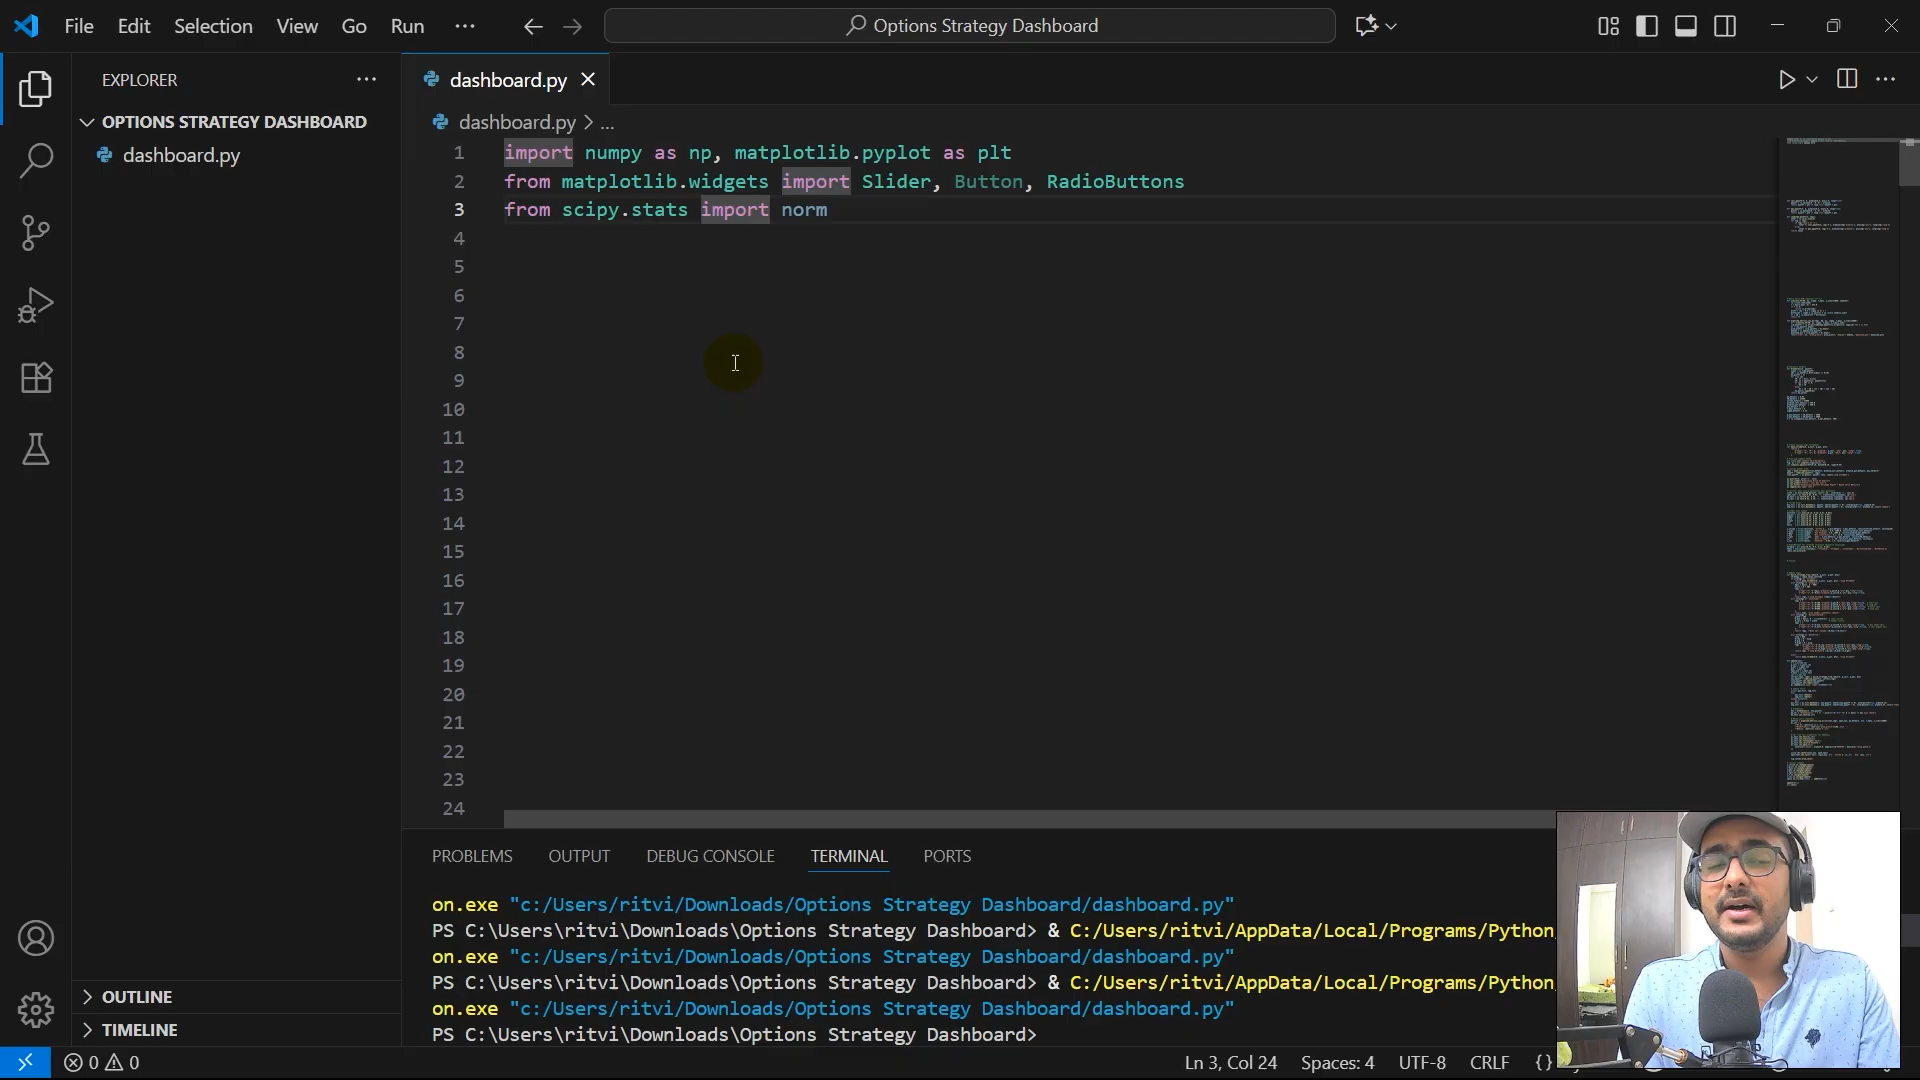 File Edit Selection View Go Run ...
Options Strategy Dashboard
EXPLORER
OPTIONS STRATEGY DASHBOARD
dashboard.py
dashboard.py
dashboard.py > ...
1 import numpy as np, matplotlib.pyplot as plt
2 from matplotlib.widgets import Slider, Button, RadioButtons
3 from scipy.stats import norm
4
5
6
7
8
9
10
11
12
13
14
15
16
17
18
19
20
21
22
23
24
PROBLEMS OUTPUT DEBUG CONSOLE TERMINAL PORTS
on.exe "c:/Users/ritvi/Downloads/Options Strategy Dashboard/dashboard.py"
PS C:\Users\ritvi\Downloads\Options Strategy Dashboard> & C:/Users/ritvi/AppData/Local/Programs/Python
on.exe "c:/Users/ritvi/Downloads/Options Strategy Dashboard/dashboard.py"
PS C:\Users\ritvi\Downloads\Options Strategy Dashboard> & C:/Users/ritvi/AppData/Local/Programs/Python
on.exe "c:/Users/ritvi/Downloads/Options Strategy Dashboard/dashboard.py"
PS C:\Users\ritvi\Downloads\Options Strategy Dashboard>
OUTLINE
TIMELINE
0 0
Ln 3, Col 24 Spaces: 4 UTF-8 CRLF {}